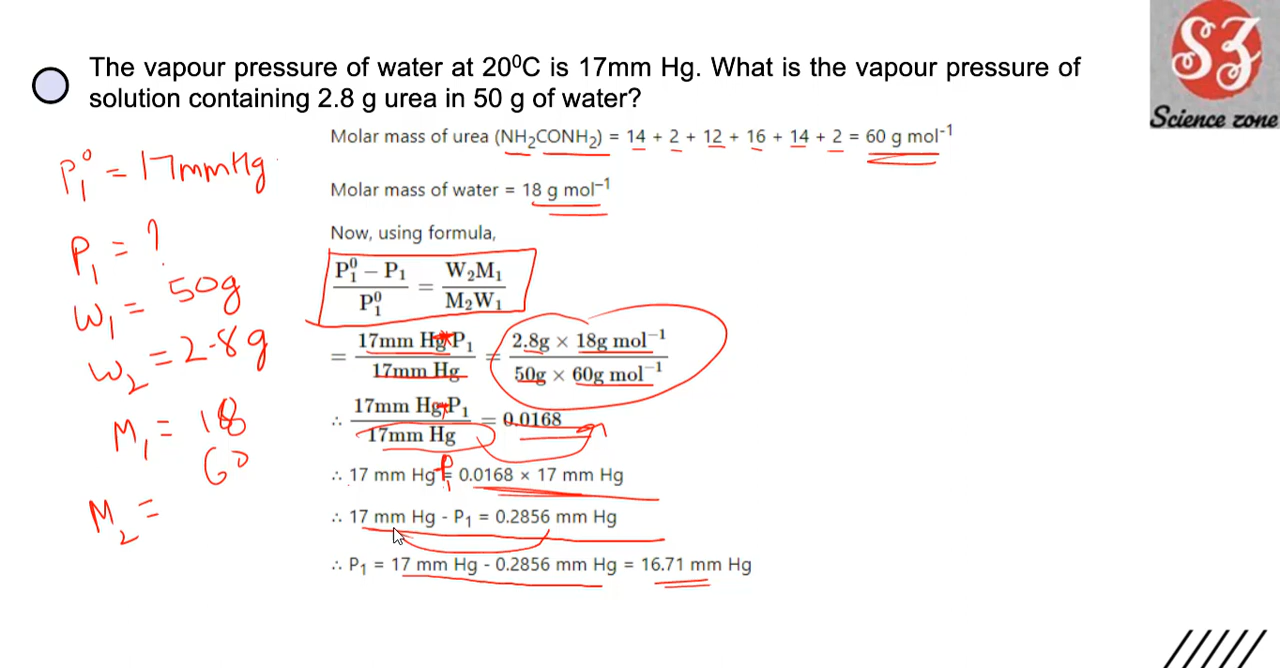 The vapour pressure of water at 20⁰C is 17mm Hg. What is the vapour pressure of
solution containing 2.8 g urea in 50 g of water?
SZ
Science zone
Molar mass of urea (NH₂CONH₂) = 14 + 2 + 12 + 16 + 14 + 2 = 60 g mol⁻¹
Molar mass of water = 18 g mol⁻¹
Now, using formula,
P₁⁰ – P₁ / P₁⁰ = W₂M₁ / M₂W₁
= 17mm Hg - P₁ / 17mm Hg = 2.8g × 18g mol⁻¹ / 50g × 60g mol⁻¹
∴ 17mm Hg - P₁ / 17mm Hg = 0.0168
∴ 17 mm Hg - P₁ = 0.0168 × 17 mm Hg
∴ 17 mm Hg - P₁ = 0.2856 mm Hg
∴ P₁ = 17 mm Hg - 0.2856 mm Hg = 16.71 mm Hg
P₁⁰ = 17mmHg
P₁ = ?
W₁ = 50g
W₂ = 2.8g
M₁ = 18
M₂ = 60